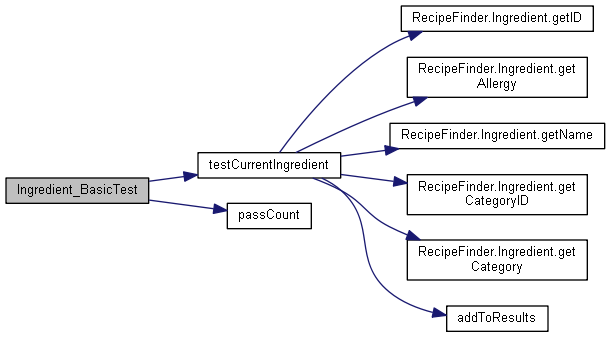 RecipeFinder.Ingredient.getID
RecipeFinder.Ingredient.get
Allergy
RecipeFinder.Ingredient.getName
testCurrentIngredient
Ingredient_BasicTest
RecipeFinder.Ingredient.get
CategoryID
passCount
RecipeFinder.Ingredient.get
Category
addToResults